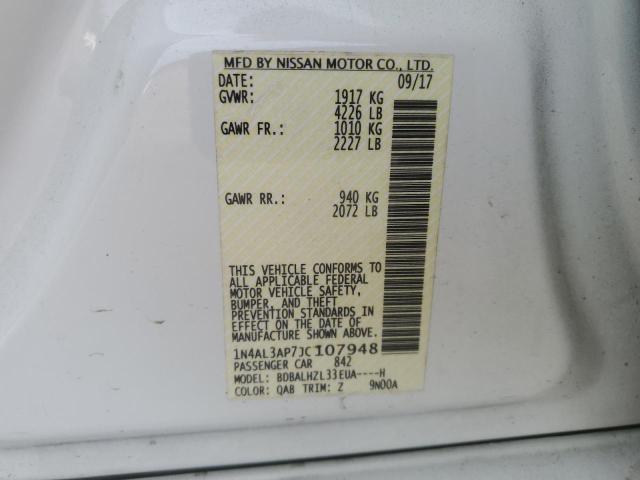 MFD BY NISSAN MOTOR CO., LTD.
DATE: 09/17
GVWR: 1917 KG
4226 LB
GAWR FR.: 1010 KG
2227 LB
GAWR RR.: 940 KG
2072 LB
THIS VEHICLE CONFORMS TO
ALL APPLICABLE FEDERAL
MOTOR VEHICLE SAFETY,
BUMPER, AND THEFT
PREVENTION STANDARDS IN
EFFECT ON THE DATE OF
MANUFACTURE SHOWN ABOVE.
1N4AL3AP7JC107948
PASSENGER CAR 842
MODEL: BDBALHZL33EUA----H
COLOR: QAB TRIM: Z 9N00A